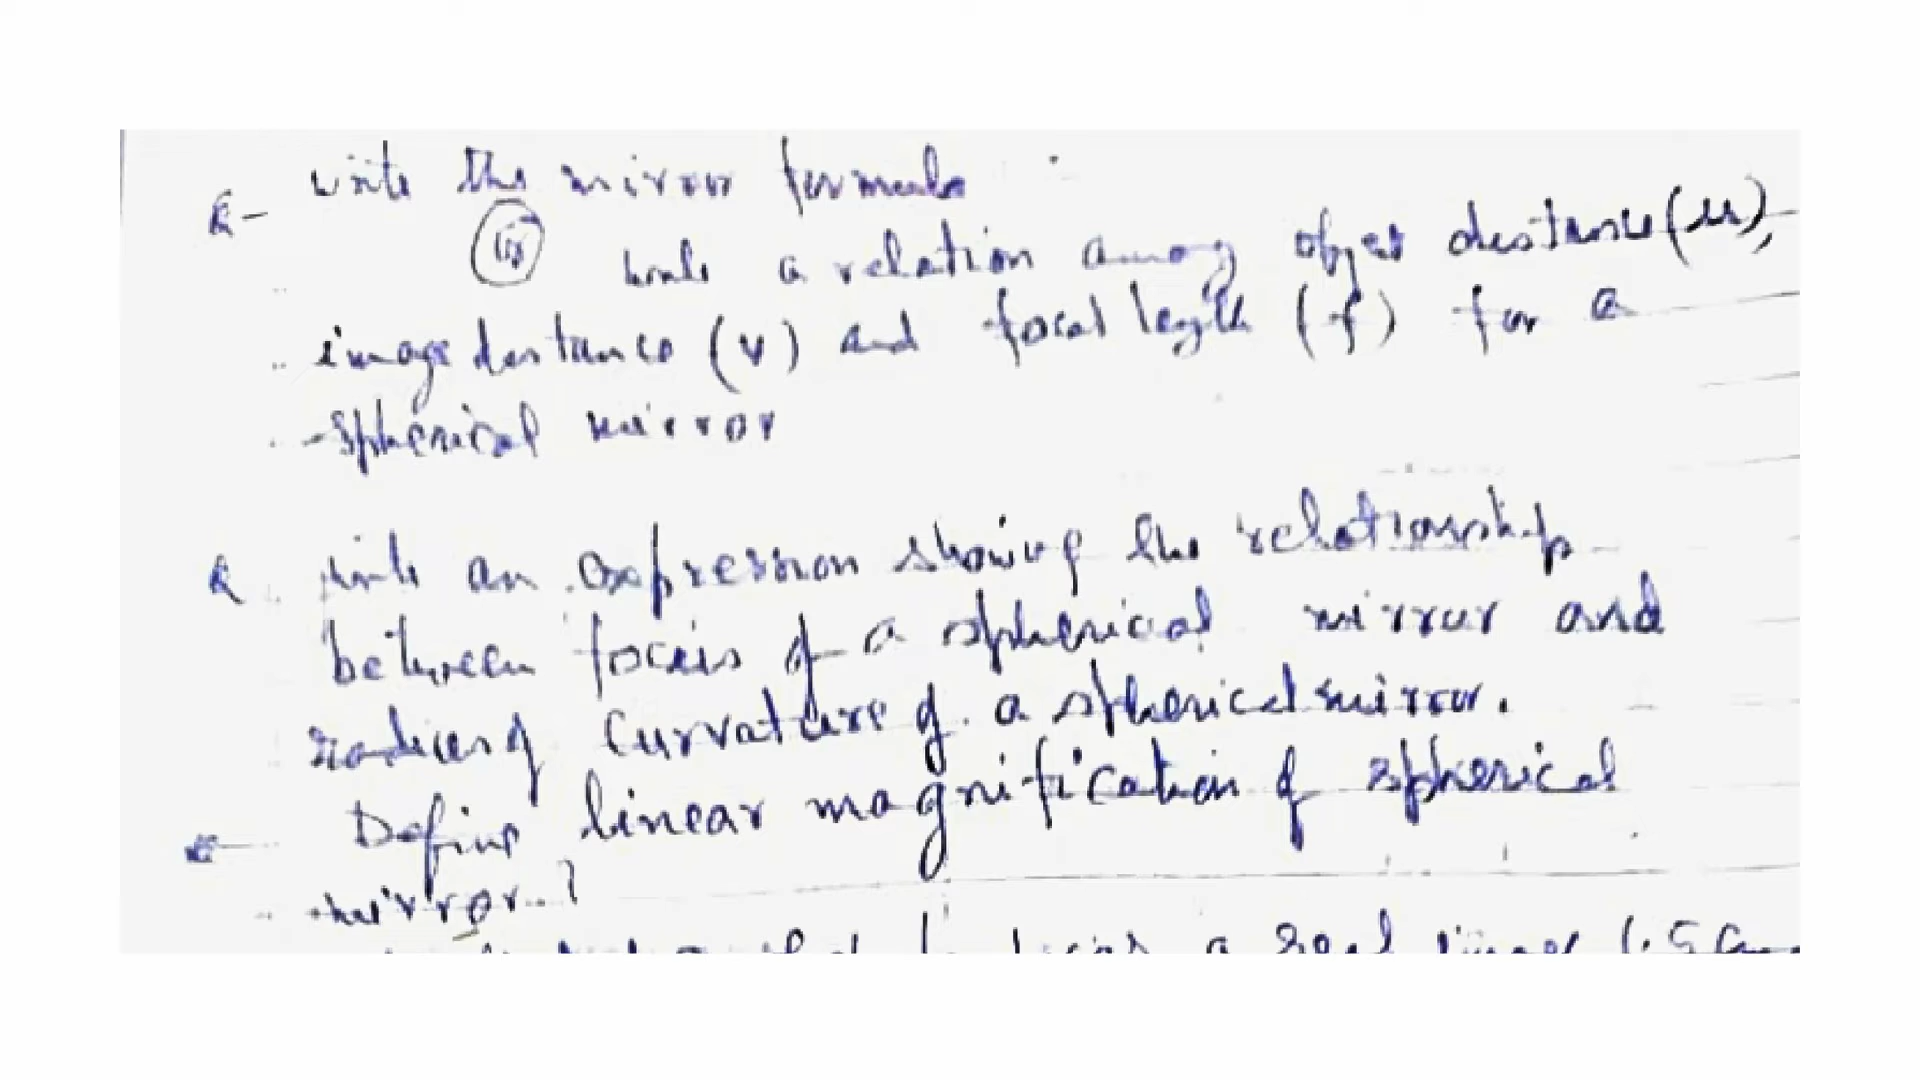 Q- write the mirror formula
(or) write a relation among object distance (u),
image distance (v) and focal length (f) for a
spherical mirror
Q write an expression showing the relationship
between focus of a spherical mirror and
radius of curvature of a spherical mirror.
Define linear magnification of spherical
mirror.?
a real image